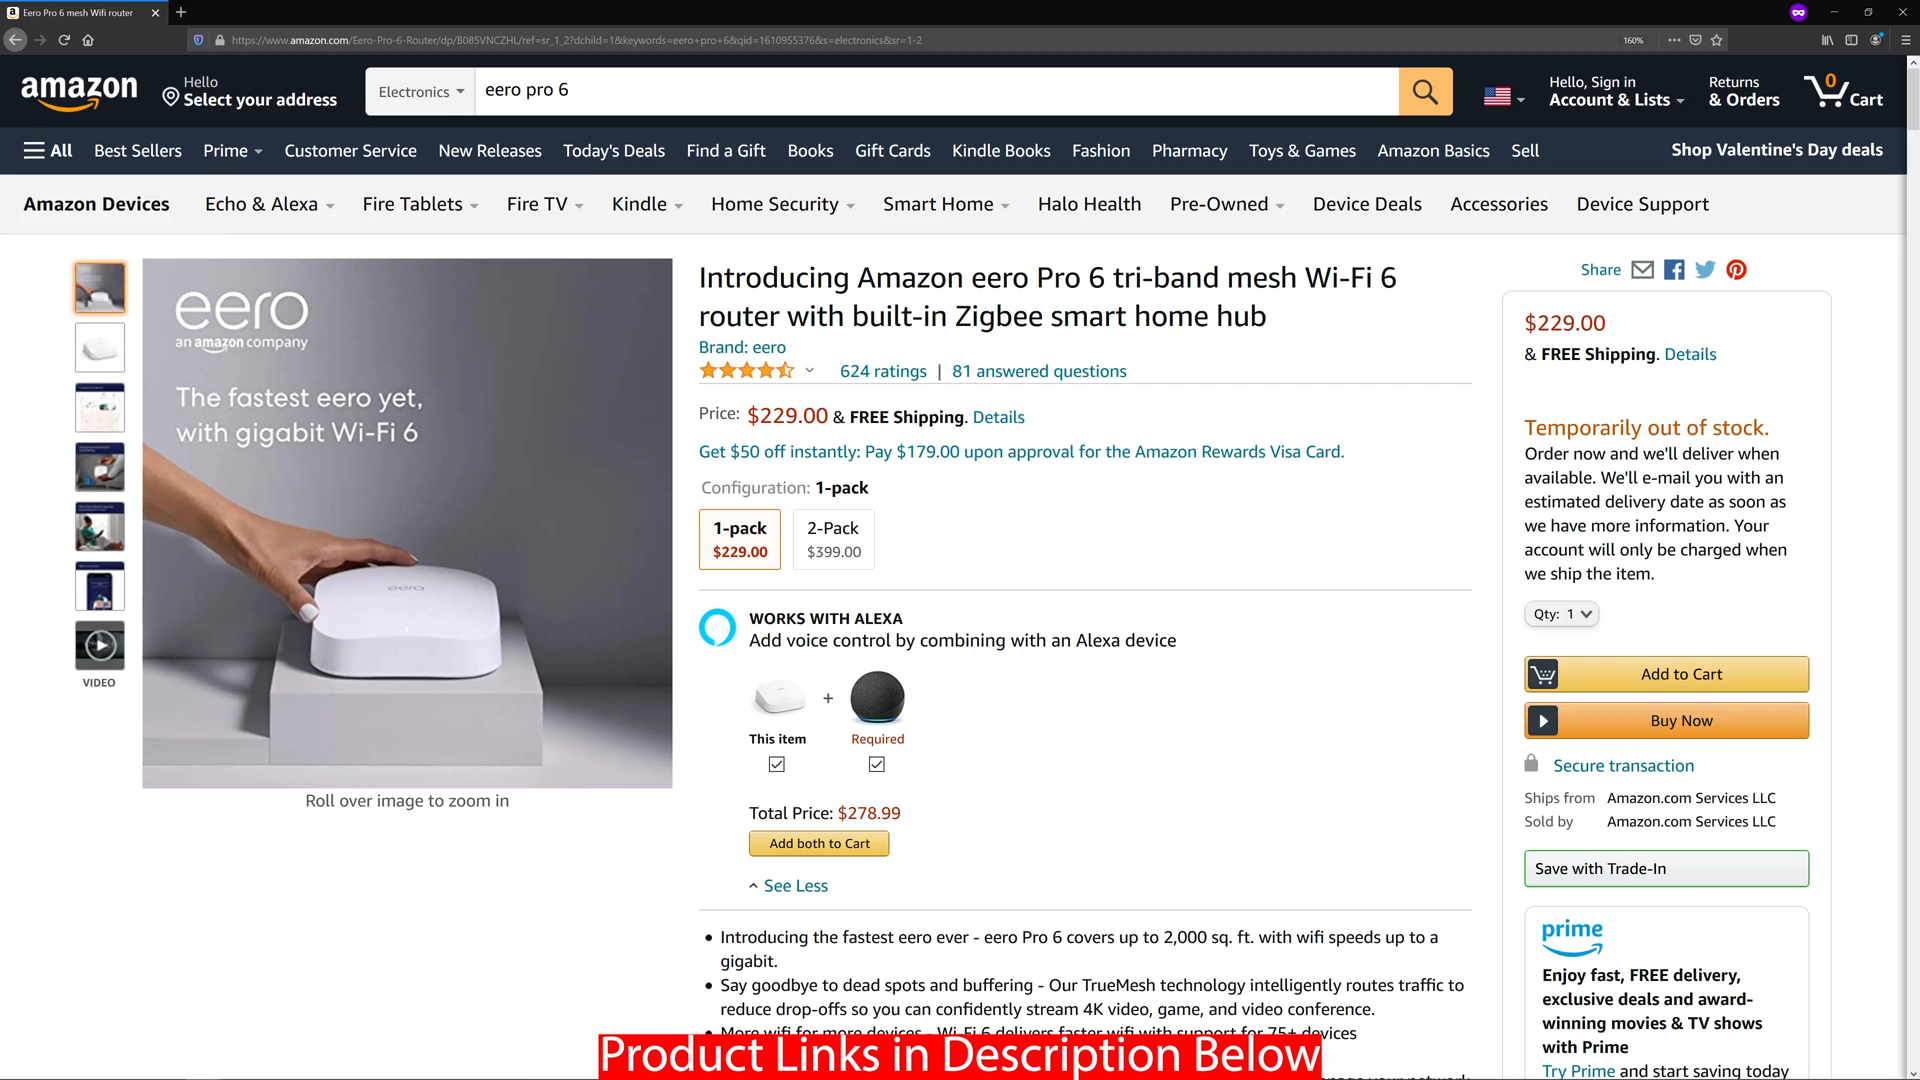 Eero Pro 6 mesh Wifi router
https://www.amazon.com/Eero-Pro-6-Router/dp/B085VNCZHL/ref=sr_1_2?dchild=1&keywords=eero+pro+6&qid=1610955376&s=electronics&sr=1-2
160%
amazon
Hello
Select your address
Electronics
eero pro 6
Hello, Sign in
Account & Lists
Returns
& Orders
0
Cart
All
Best Sellers
Prime
Customer Service
New Releases
Today's Deals
Find a Gift
Books
Gift Cards
Kindle Books
Fashion
Pharmacy
Toys & Games
Amazon Basics
Sell
Shop Valentine's Day deals
Amazon Devices
Echo & Alexa
Fire Tablets
Fire TV
Kindle
Home Security
Smart Home
Halo Health
Pre-Owned
Device Deals
Accessories
Device Support
VIDEO
eero
an amazon company
The fastest eero yet,
with gigabit Wi-Fi 6
eero
Roll over image to zoom in
Introducing Amazon eero Pro 6 tri-band mesh Wi-Fi 6
router with built-in Zigbee smart home hub
Brand: eero
624 ratings | 81 answered questions
Price: $229.00 & FREE Shipping. Details
Get $50 off instantly: Pay $179.00 upon approval for the Amazon Rewards Visa Card.
Configuration: 1-pack
1-pack
$229.00
2-Pack
$399.00
WORKS WITH ALEXA
Add voice control by combining with an Alexa device
+
This item
Required
Total Price: $278.99
Add both to Cart
See Less
• Introducing the fastest eero ever - eero Pro 6 covers up to 2,000 sq. ft. with wifi speeds up to a
gigabit.
• Say goodbye to dead spots and buffering - Our TrueMesh technology intelligently routes traffic to
reduce drop-offs so you can confidently stream 4K video, game, and video conference.
• More wifi for more devices - Wi-Fi 6 delivers faster wifi with support for 75+ devices
Product Links in Description Below
Share
$229.00
& FREE Shipping. Details
Temporarily out of stock.
Order now and we'll deliver when
available. We'll e-mail you with an
estimated delivery date as soon as
we have more information. Your
account will only be charged when
we ship the item.
Qty: 1
Add to Cart
Buy Now
Secure transaction
Ships from Amazon.com Services LLC
Sold by Amazon.com Services LLC
Save with Trade-In
prime
Enjoy fast, FREE delivery,
exclusive deals and award-
winning movies & TV shows
with Prime
Try Prime and start saving today